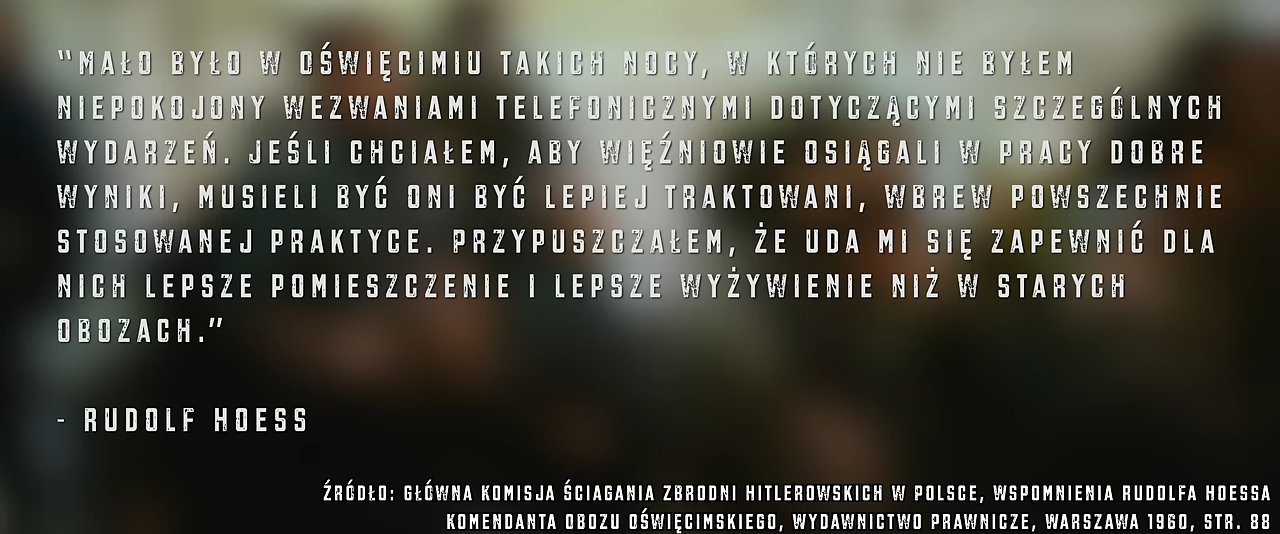 “MAŁO BYŁO W OŚWIĘCIMIU TAKICH NOCY, W KTÓRYCH NIE BYŁEM
NIEPOKOJONY WEZWANIAMI TELEFONICZNYMI DOTYCZĄCYMI SZCZEGÓLNYCH
WYDARZEŃ. JEŚLI CHCIAŁEM, ABY WIĘŹNIOWIE OSIĄGALI W PRACY DOBRE
WYNIKI, MUSIELI BYĆ ONI BYĆ LEPIEJ TRAKTOWANI, WBREW POWSZECHNIE
STOSOWANEJ PRAKTYCE. PRZYPUSZCZAŁEM, ŻE UDA MI SIĘ ZAPEWNIĆ DLA
NICH LEPSZE POMIESZCZENIE I LEPSZE WYŻYWIENIE NIŻ W STARYCH
OBOZACH.”
- RUDOLF HOESS
ŹRÓDŁO: GŁÓWNA KOMISJA ŚCIAGANIA ZBRODNI HITLEROWSKICH W POLSCE, WSPOMNIENIA RUDOLFA HOESSA
KOMENDANTA OBOZU OŚWIĘCIMSKIEGO, WYDAWNICTWO PRAWNICZE, WARSZAWA 1960, STR. 88